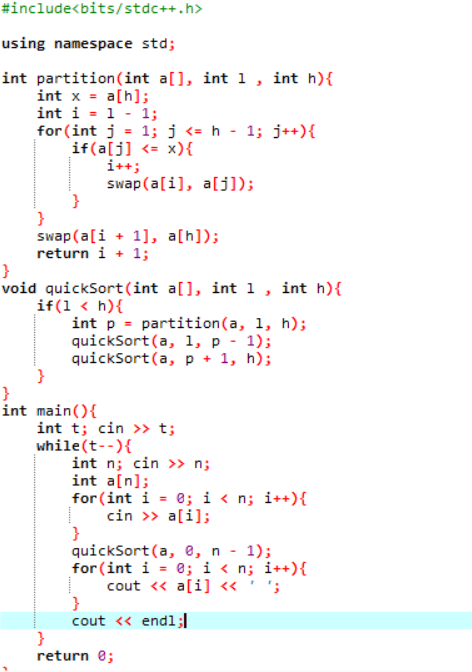 #include<bits/stdc++.h>
using namespace std;
int partition(int a[], int l , int h){
int x = a[h];
int i = l - 1;
for(int j = l; j <= h - 1; j++){
if(a[j] <= x){
i++;
swap(a[i], a[j]);
}
}
swap(a[i + 1], a[h]);
return i + 1;
}
void quickSort(int a[], int l , int h){
if(l < h){
int p = partition(a, l, h);
quickSort(a, l, p - 1);
quickSort(a, p + 1, h);
}
}
int main(){
int t; cin >> t;
while(t--){
int n; cin >> n;
int a[n];
for(int i = 0; i < n; i++){
cin >> a[i];
}
quickSort(a, 0, n - 1);
for(int i = 0; i < n; i++){
cout << a[i] << ' ';
}
cout << endl;
}
return 0;